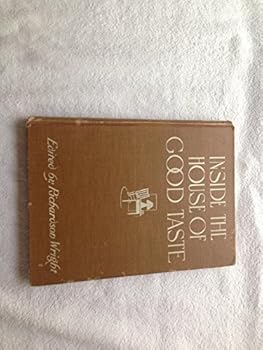 INSIDE THE
HOUSE OF
GOOD TASTE
Edited by Richardson Wright